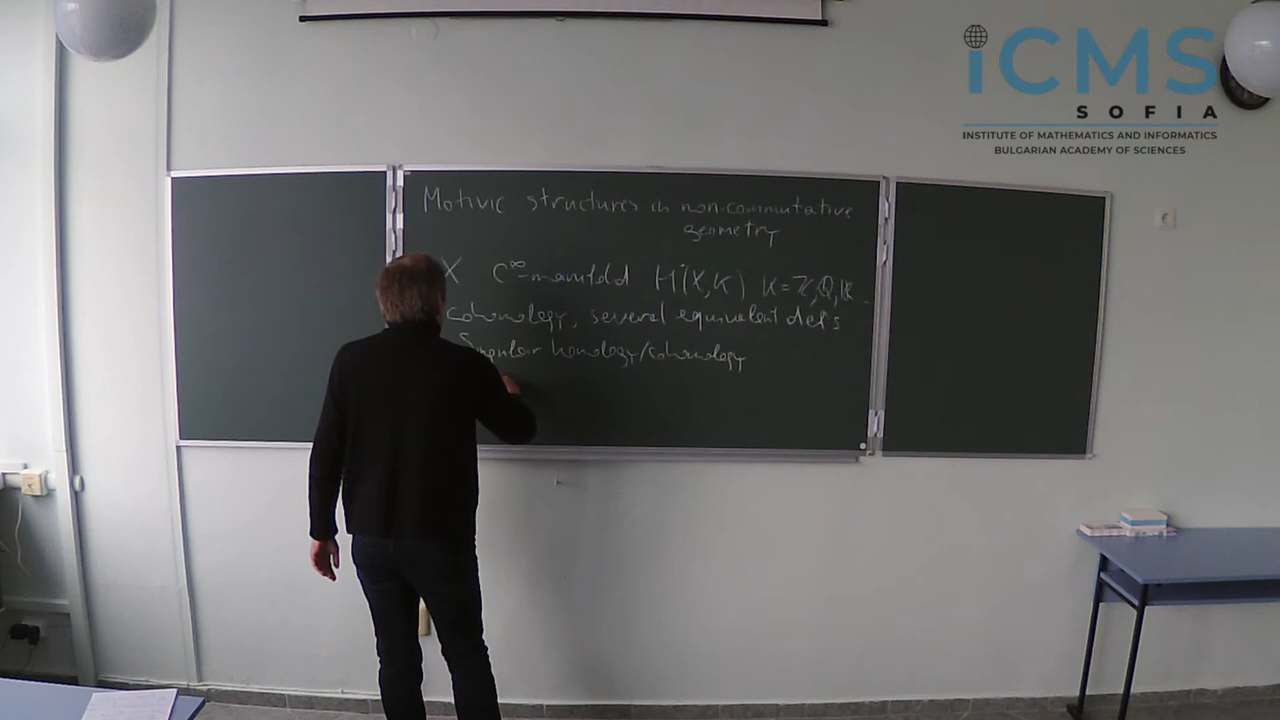 iCMS
SOFIA
INSTITUTE OF MATHEMATICS AND INFORMATICS
BULGARIAN ACADEMY OF SCIENCES
Motivic structures in non-commutative
geometry
X C^∞-manifold H^i(X,K) K=ℤ,ℚ,ℝ
cohomology, several equivalent defs
Singular homology/cohomology